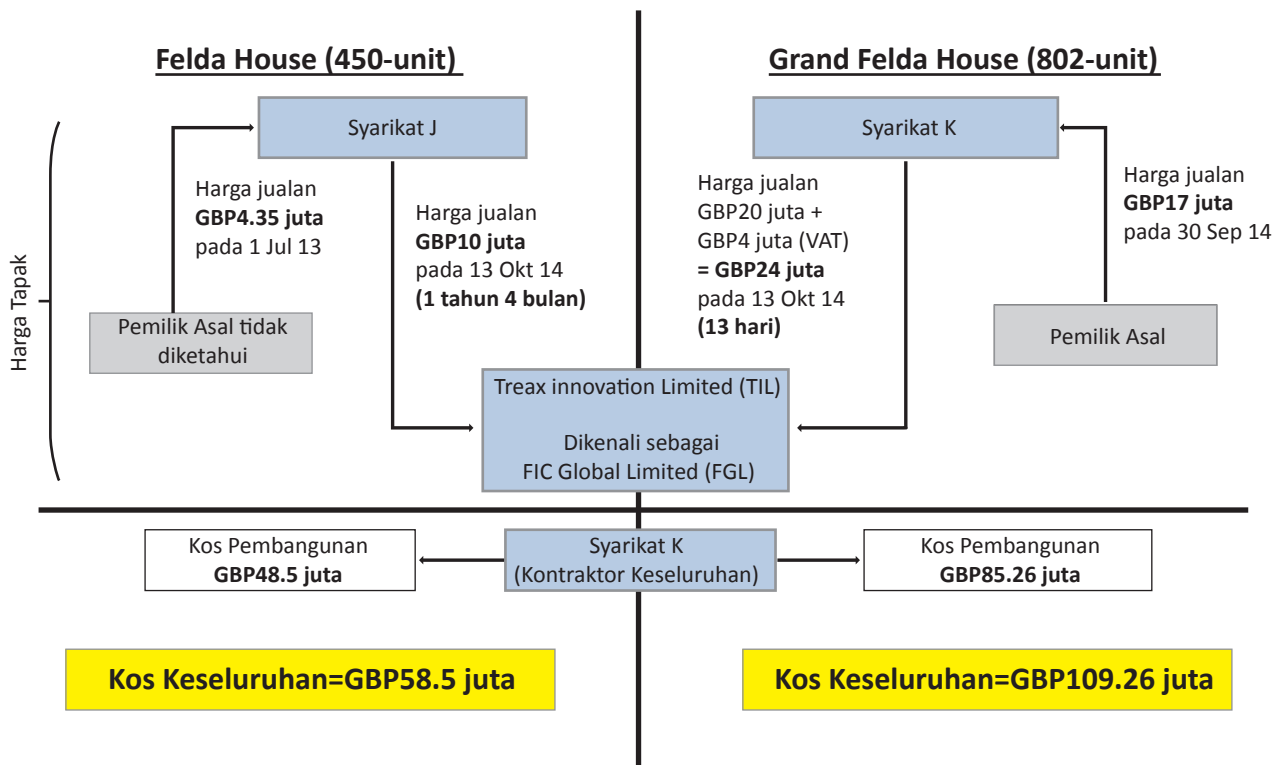 Felda House (450-unit)
Grand Felda House (802-unit)
Harga Tapak
Syarikat J
Harga jualan
GBP4.35 juta
pada 1 Jul 13
Harga jualan
GBP10 juta
pada 13 Okt 14
(1 tahun 4 bulan)
Pemilik Asal tidak
diketahui
Syarikat K
Harga jualan
GBP20 juta +
GBP4 juta (VAT)
= GBP24 juta
pada 13 Okt 14
(13 hari)
Harga jualan
GBP17 juta
pada 30 Sep 14
Pemilik Asal
Treax innovation Limited (TIL)
Dikenali sebagai
FIC Global Limited (FGL)
Kos Pembangunan
GBP48.5 juta
Syarikat K
(Kontraktor Keseluruhan)
Kos Pembangunan
GBP85.26 juta
Kos Keseluruhan=GBP58.5 juta
Kos Keseluruhan=GBP109.26 juta